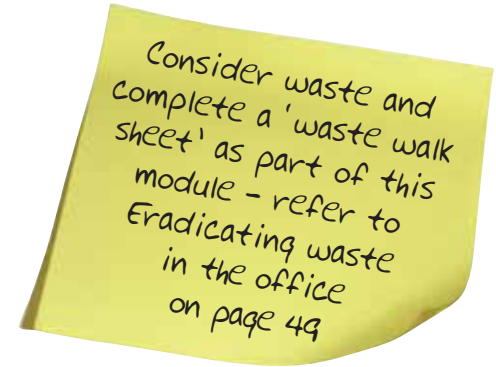 Consider waste and
complete a 'waste walk
sheet' as part of this
module - refer to
Eradicating waste
in the office
on page 49